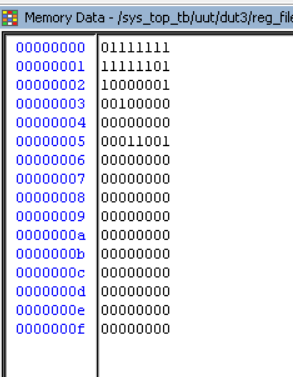 Memory Data - /sys_top_tb/uut/dut3/reg_file
00000000 01111111
00000001 11111101
00000002 10000001
00000003 00100000
00000004 00000000
00000005 00011001
00000006 00000000
00000007 00000000
00000008 00000000
00000009 00000000
0000000a 00000000
0000000b 00000000
0000000c 00000000
0000000d 00000000
0000000e 00000000
0000000f 00000000